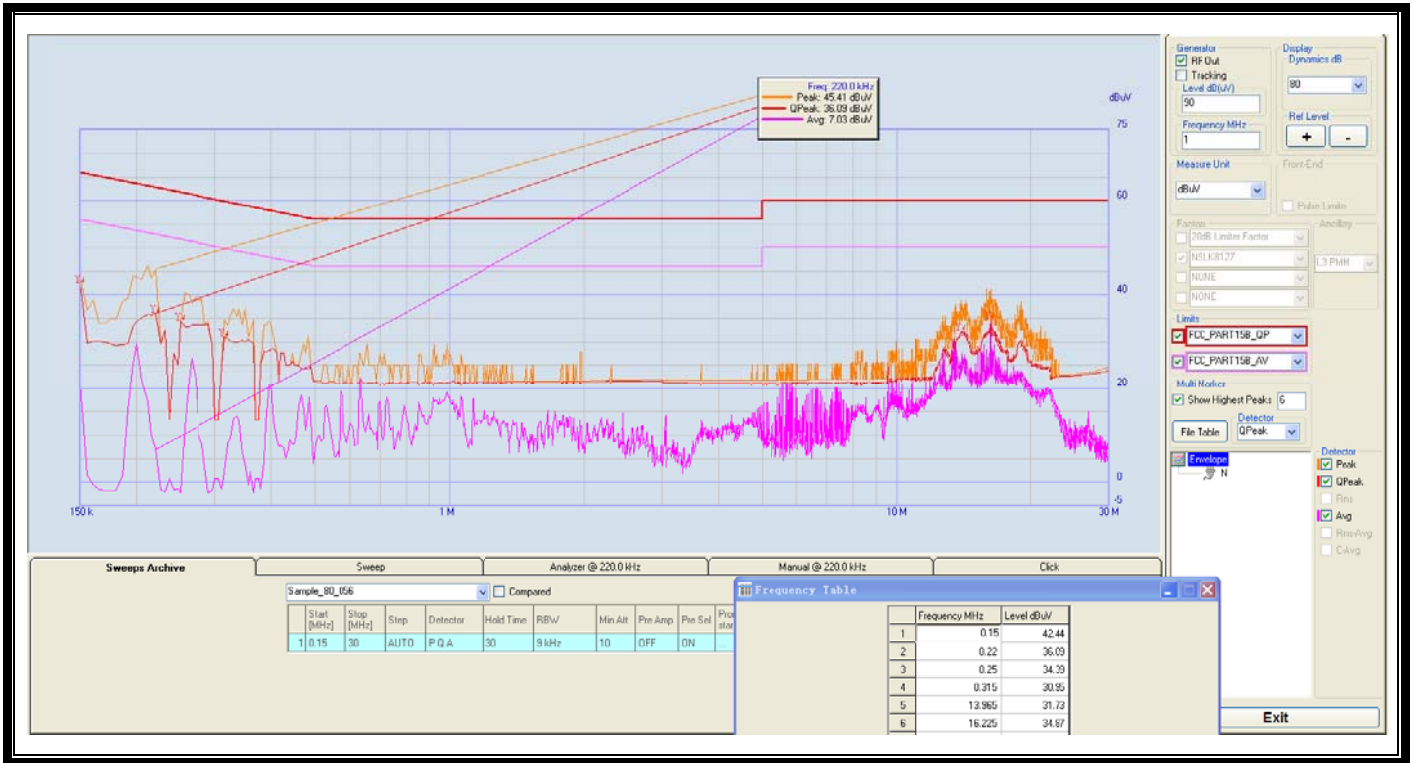 Freq: 220.0 kHz
Peak: 45.41 dBuV
QPeak: 36.09 dBuV
Avg: 7.03 dBuV
dBuV
75
60
40
20
0
-5
150 k
1 M
10 M
30 M
Generator
RF Out
Tracking
Level dB(uV)
90
Frequency MHz
1
Display
Dynamics dB
80
Ref Level
+ -
Measure Unit
dBuV
Front-End
Pulse Limiter
Factors
20dB Limiter Factor
NSLK8127
NONE
NONE
Ancillary
L3 PMM
Limits
FCC_PART15B_QP
FCC_PART15B_AV
Multi Marker
Show Highest Peaks 6
File Table
Detector
QPeak
Envelope
N
Detector
Peak
QPeak
Rms
Avg
Rms-Avg
C-Avg
Exit
Sweeps Archive
Sweep
Analyzer @ 220.0 kHz
Manual @ 220.0 kHz
Click
Sample_80_056
Compared
Start [MHz] Stop [MHz] Step Detector Hold Time RBW Min Att Pre Amp Pre Sel
1 0.15 30 AUTO P Q A 30 9 kHz 10 OFF ON ...
Frequency Table
Frequency MHz Level dBuV
1 0.15 42.44
2 0.22 36.09
3 0.25 34.39
4 0.315 30.95
5 13.965 31.73
6 16.225 34.87